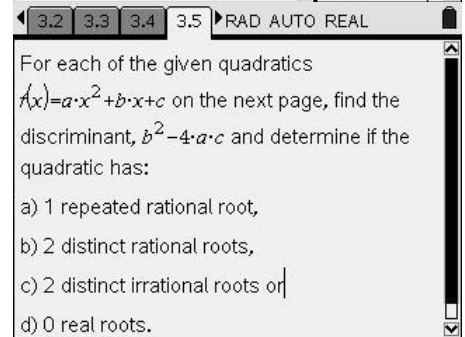 3.2 3.3 3.4 3.5 RAD AUTO REAL
For each of the given quadratics
f(x)=a·x²+b·x+c on the next page, find the
discriminant, b²−4·a·c and determine if the
quadratic has:
a) 1 repeated rational root,
b) 2 distinct rational roots,
c) 2 distinct irrational roots or
d) 0 real roots.